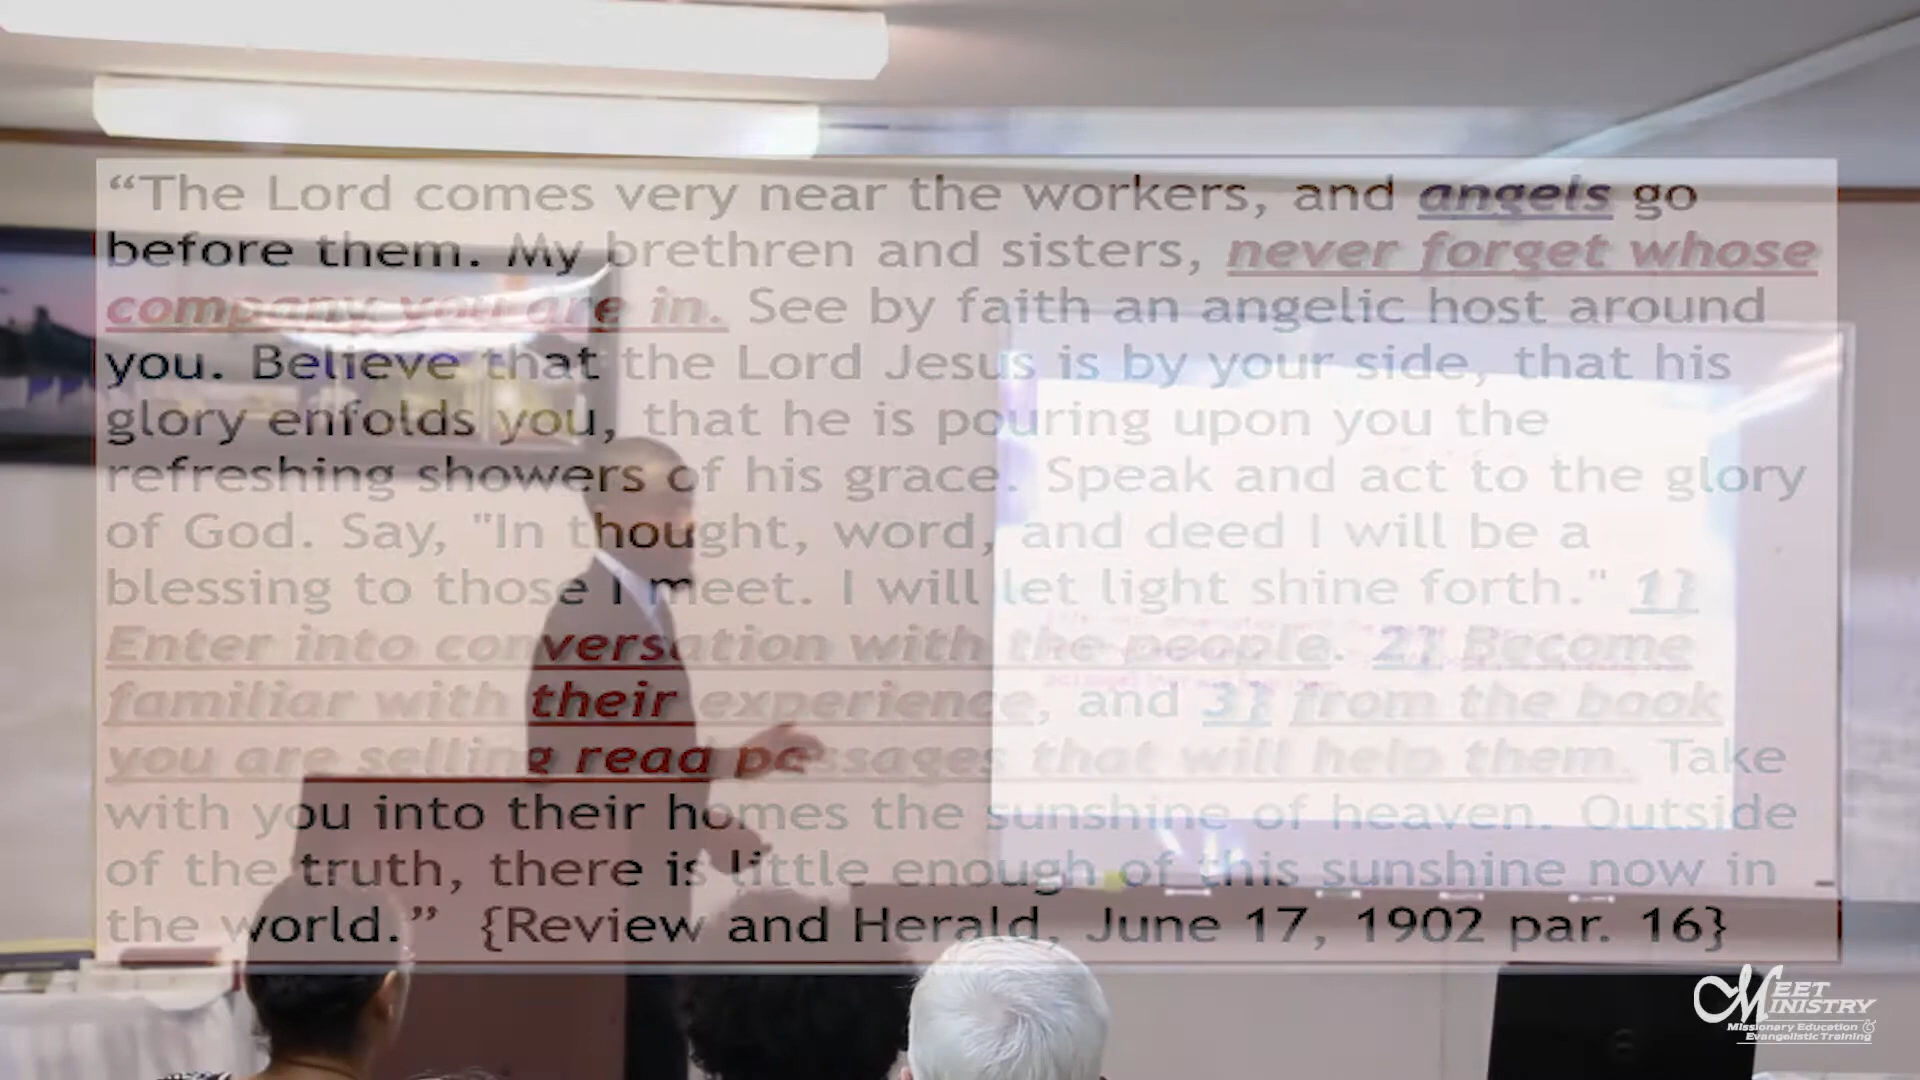 “The Lord comes very near the workers, and angels go
before them. My brethren and sisters, never forget whose
company you are in. See by faith an angelic host around
you. Believe that the Lord Jesus is by your side, that his
glory enfolds you, that he is pouring upon you the
refreshing showers of his grace. Speak and act to the glory
of God. Say, "In thought, word, and deed I will be a
blessing to those I meet. I will let light shine forth." 1}
Enter into conversation with the people. 2} Become
familiar with their experience, and 3} from the book
you are selling read passages that will help them. Take
with you into their homes the sunshine of heaven. Outside
of the truth, there is little enough of this sunshine now in
the world.” {Review and Herald, June 17, 1902 par. 16}
MEET
MINISTRY
Missionary Education &
Evangelistic Training